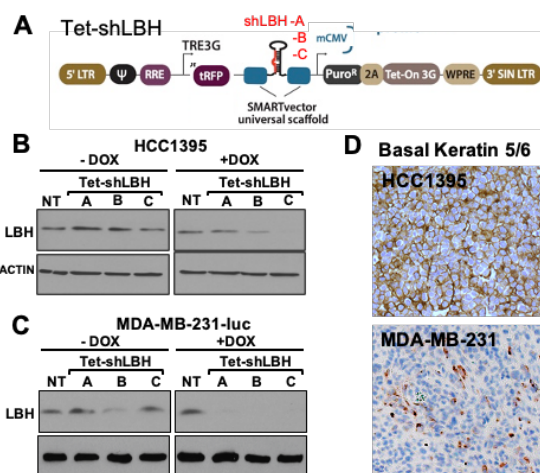 A Tet-shLBH
shLBH -A
-B
-C
TRE3G
mCMV
5' LTR Ψ RRE tRFP Puroᴿ 2A Tet-On 3G WPRE 3' SIN LTR
SMARTvector
universal scaffold
B HCC1395
- DOX +DOX
Tet-shLBH Tet-shLBH
NT A B C NT A B C
LBH
ACTIN
C MDA-MB-231-luc
- DOX +DOX
Tet-shLBH Tet-shLBH
NT A B C NT A B C
LBH
D Basal Keratin 5/6
HCC1395
MDA-MB-231